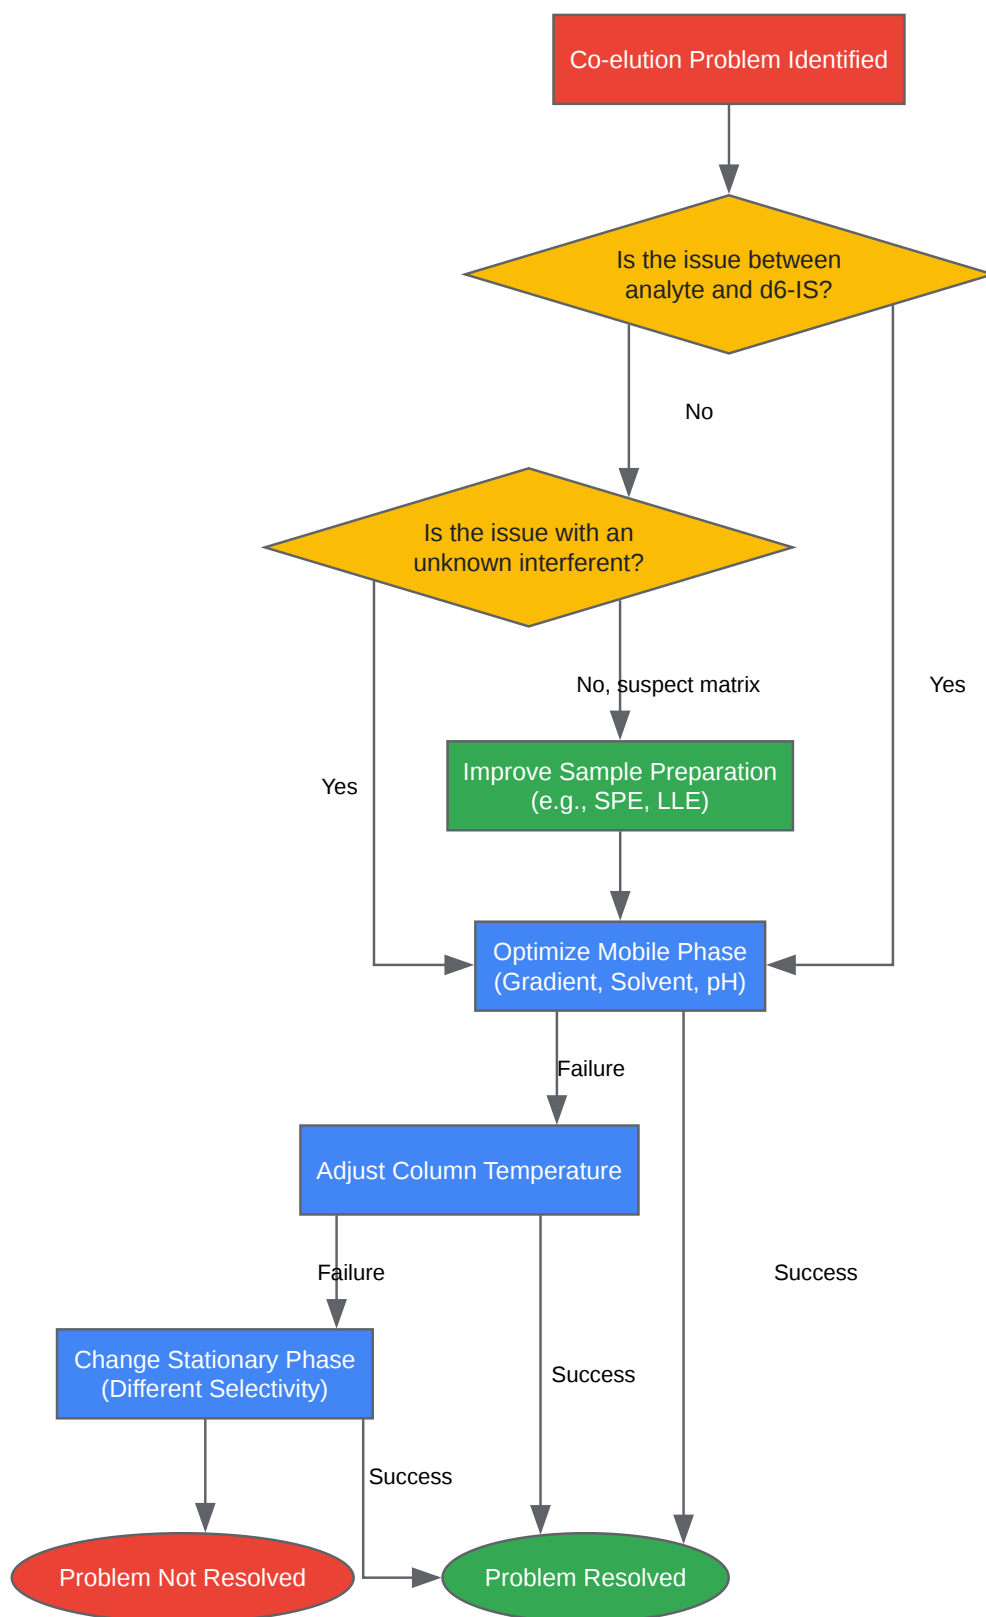 Co-elution Problem Identified
Is the issue between
analyte and d6-IS?
No
Is the issue with an
unknown interferent?
No, suspect matrix
Yes
Improve Sample Preparation
(e.g., SPE, LLE)
Yes
Optimize Mobile Phase
(Gradient, Solvent, pH)
Failure
Adjust Column Temperature
Failure
Success
Change Stationary Phase
(Different Selectivity)
Success
Success
Problem Not Resolved
Problem Resolved